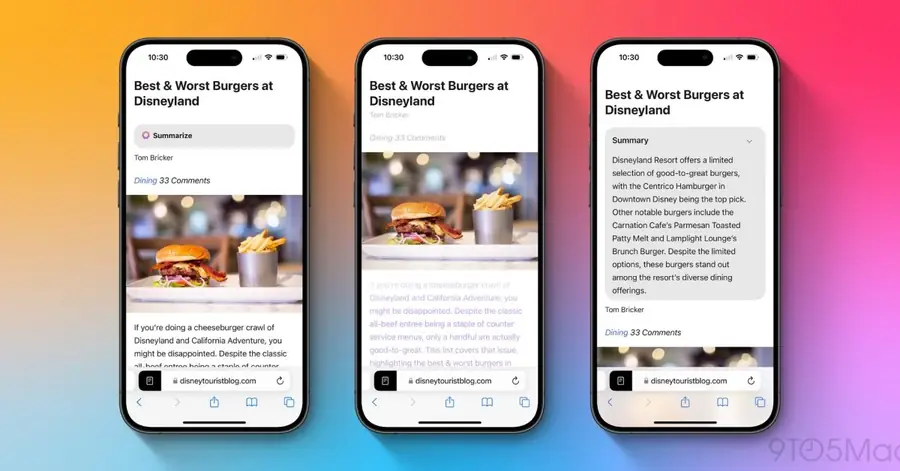 10:30
Best & Worst Burgers at
Disneyland
Summarize
Tom Bricker
Dining 33 Comments
If you're doing a cheeseburger crawl of
Disneyland and California Adventure, you
might be disappointed. Despite the classic
all-beef entree being a staple of counter
disneytouristblog.com
10:30
Best & Worst Burgers at
Disneyland
Tom Bricker
Dining 33 Comments
If you're doing a cheeseburger crawl of
Disneyland and California Adventure, you
might be disappointed. Despite the classic
all-beef entree being a staple of counter
service menus, only a handful are actually
good-to-great. This list covers that issue,
highlighting the best & worst burgers in
disneytouristblog.com
10:30
Best & Worst Burgers at
Disneyland
Summary
Disneyland Resort offers a limited
selection of good-to-great burgers,
with the Centrico Hamburger in
Downtown Disney being the top pick.
Other notable burgers include the
Carnation Cafe's Parmesan Toasted
Patty Melt and Lamplight Lounge's
Brunch Burger. Despite the limited
options, these burgers stand out
among the resort's diverse dining
offerings.
Tom Bricker
Dining 33 Comments
disneytouristblog.com
9TO5Mac